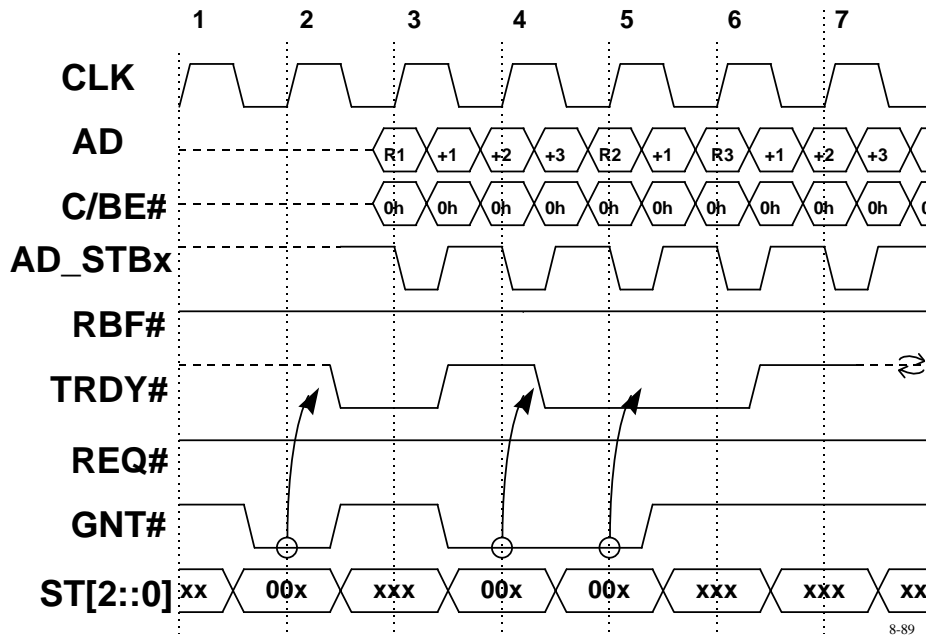 1 2 3 4 5 6 7
CLK
AD R1 +1 +2 +3 R2 +1 R3 +1 +2 +3
C/BE# 0h 0h 0h 0h 0h 0h 0h 0h 0h 0h 0
AD_STBx
RBF#
TRDY#
REQ#
GNT#
ST[2::0] xx 00x xxx 00x 00x xxx xxx xx
8-89